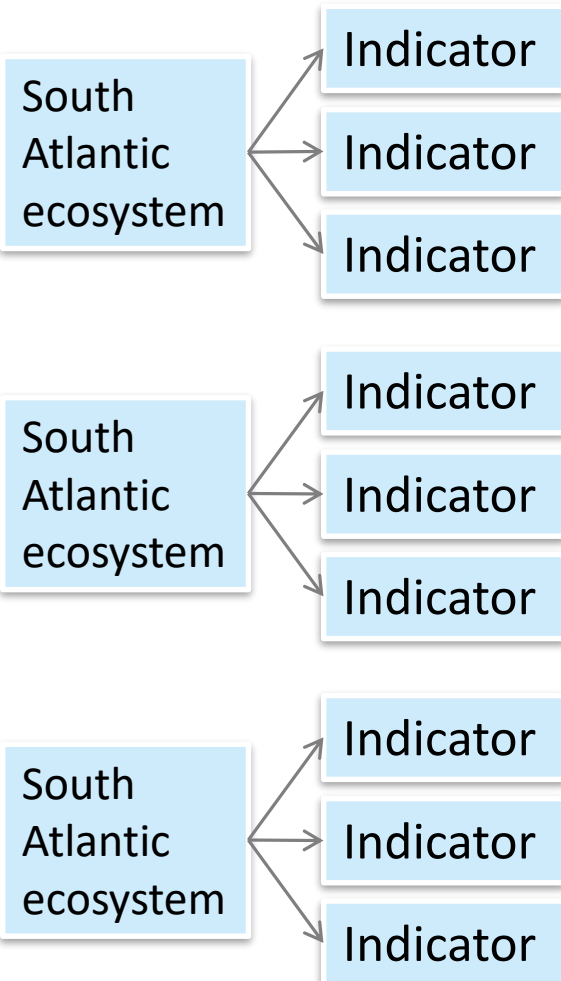 South
Atlantic
ecosystem
Indicator
Indicator
Indicator
South
Atlantic
ecosystem
Indicator
Indicator
Indicator
South
Atlantic
ecosystem
Indicator
Indicator
Indicator